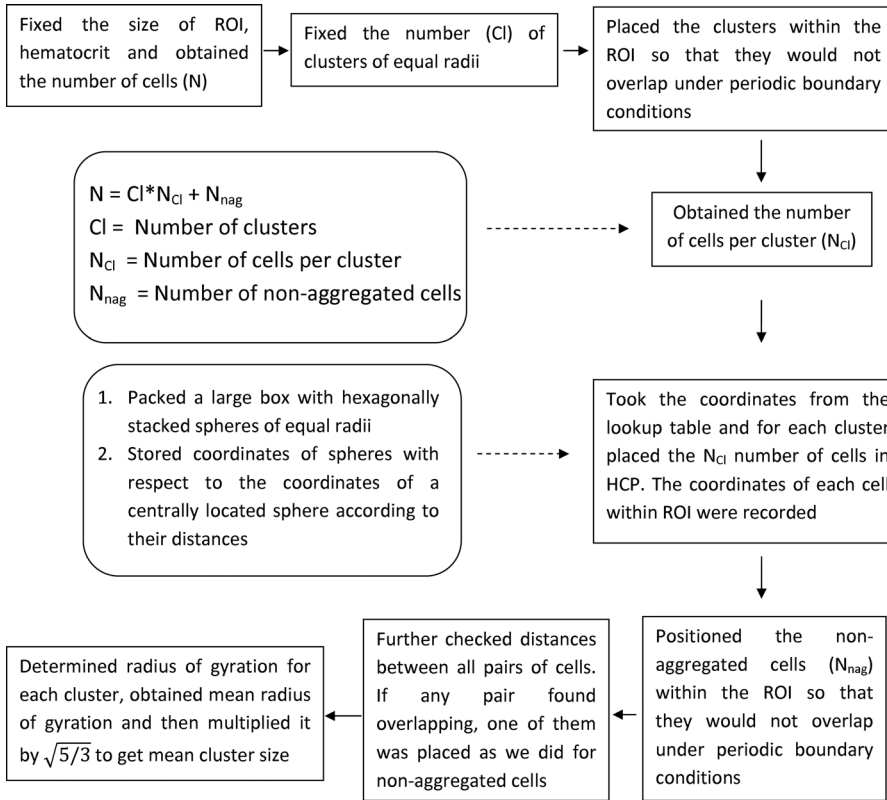 Fixed the size of ROI,
hematocrit and obtained
the number of cells (N)
Fixed the number (Cl) of
clusters of equal radii
Placed the clusters within the
ROI so that they would not
overlap under periodic boundary
conditions
N = Cl*N_Cl + N_nag
Cl = Number of clusters
N_Cl = Number of cells per cluster
N_nag = Number of non-aggregated cells
Obtained the number
of cells per cluster (N_Cl)
1. Packed a large box with hexagonally
stacked spheres of equal radii
2. Stored coordinates of spheres with
respect to the coordinates of a
centrally located sphere according to
their distances
Took the coordinates from the
lookup table and for each cluster
placed the N_Cl number of cells in
HCP. The coordinates of each cell
within ROI were recorded
Positioned the non-
aggregated cells (N_nag)
within the ROI so that
they would not overlap
under periodic boundary
conditions
Further checked distances
between all pairs of cells.
If any pair found
overlapping, one of them
was placed as we did for
non-aggregated cells
Determined radius of gyration for
each cluster, obtained mean radius
of gyration and then multiplied it
by √5/3 to get mean cluster size